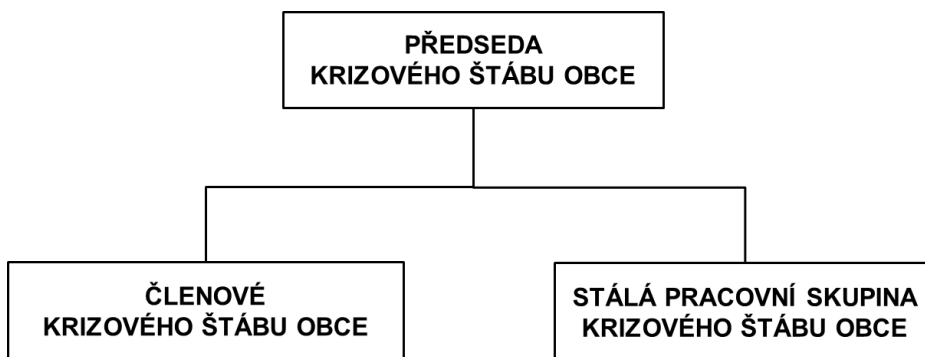 PŘEDSEDA
KRIZOVÉHO ŠTÁBU OBCE
ČLENOVÉ
KRIZOVÉHO ŠTÁBU OBCE
STÁLÁ PRACOVNÍ SKUPINA
KRIZOVÉHO ŠTÁBU OBCE